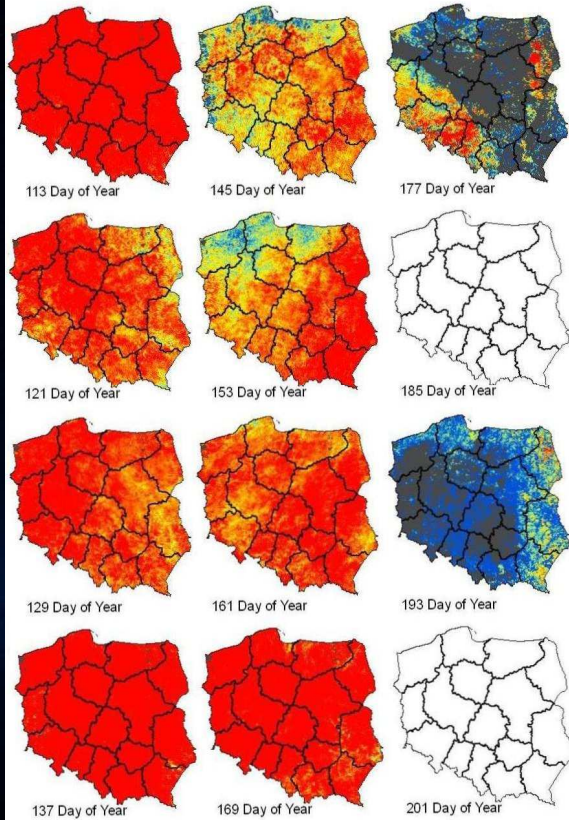 113 Day of Year
145 Day of Year
177 Day of Year
121 Day of Year
153 Day of Year
185 Day of Year
129 Day of Year
161 Day of Year
193 Day of Year
137 Day of Year
169 Day of Year
201 Day of Year